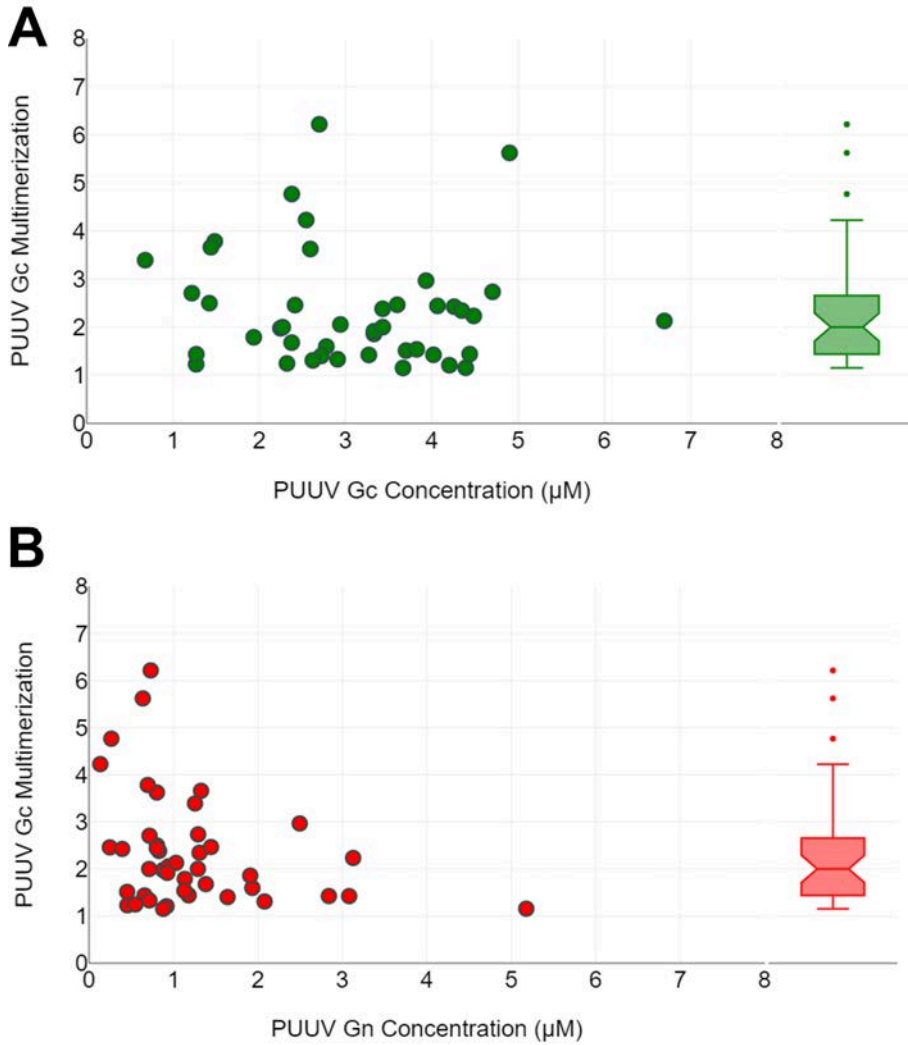 A
8
7
6
5
4
3
2
1
0
PUUV Gc Multimerization
0 1 2 3 4 5 6 7 8
PUUV Gc Concentration (μM)
B
8
7
6
5
4
3
2
1
0
PUUV Gc Multimerization
0 1 2 3 4 5 6 7 8
PUUV Gn Concentration (μM)